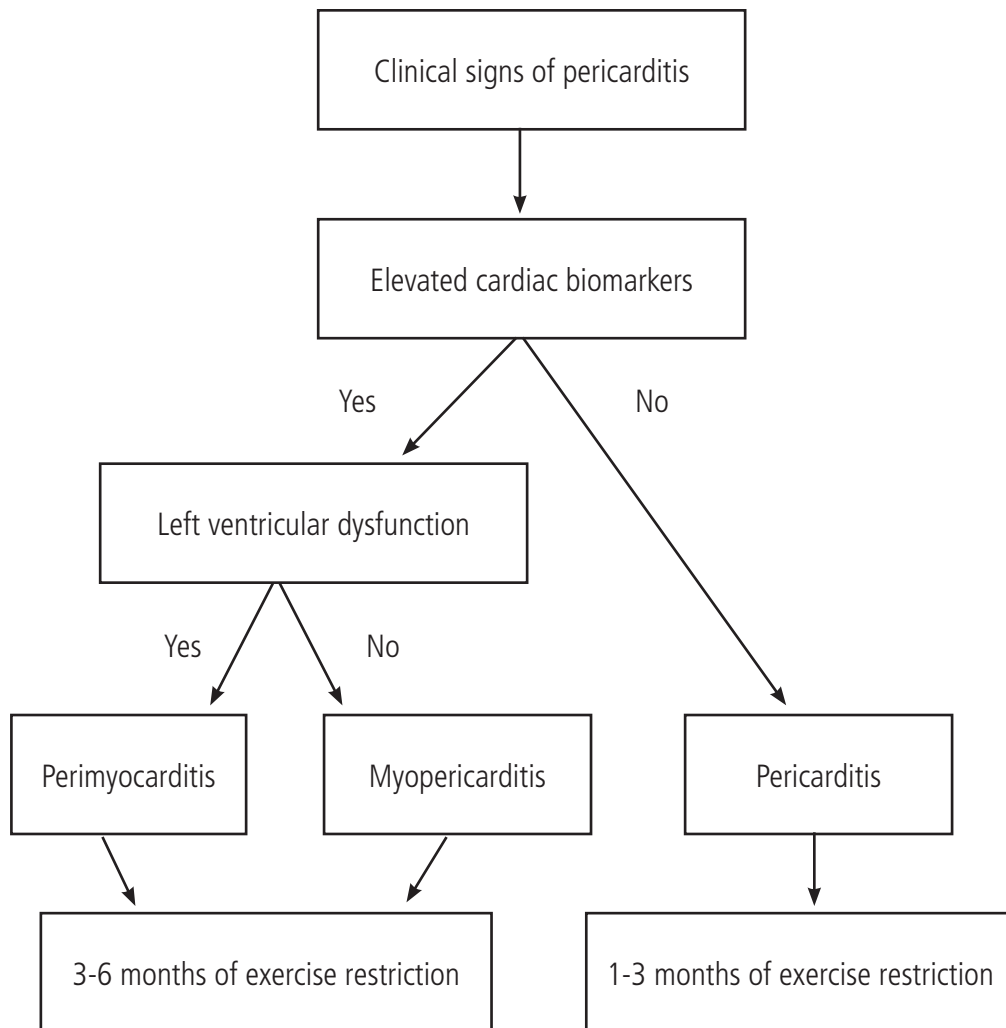 Clinical signs of pericarditis
Elevated cardiac biomarkers
Yes
No
Left ventricular dysfunction
Yes
No
Perimyocarditis
Myopericarditis
Pericarditis
3-6 months of exercise restriction
1-3 months of exercise restriction